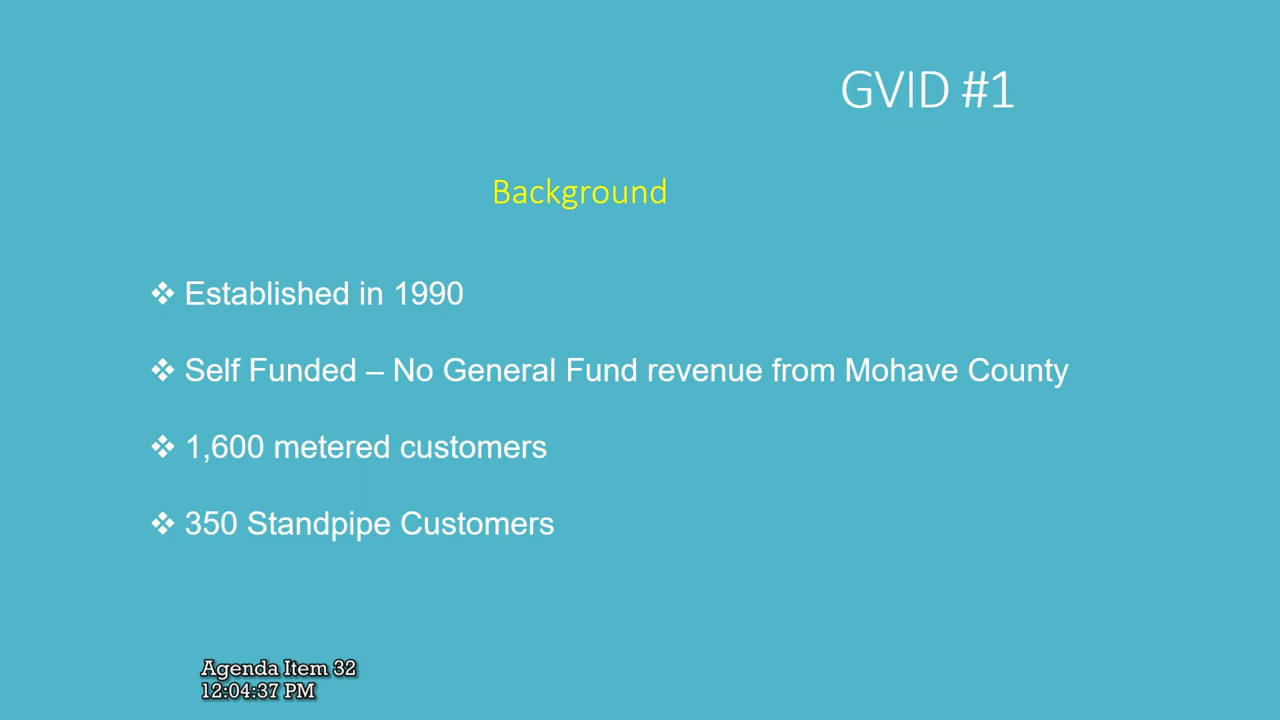 GVID #1
Background
❖ Established in 1990
❖ Self Funded – No General Fund revenue from Mohave County
❖ 1,600 metered customers
❖ 350 Standpipe Customers
Agenda Item 32
12:04:37 PM